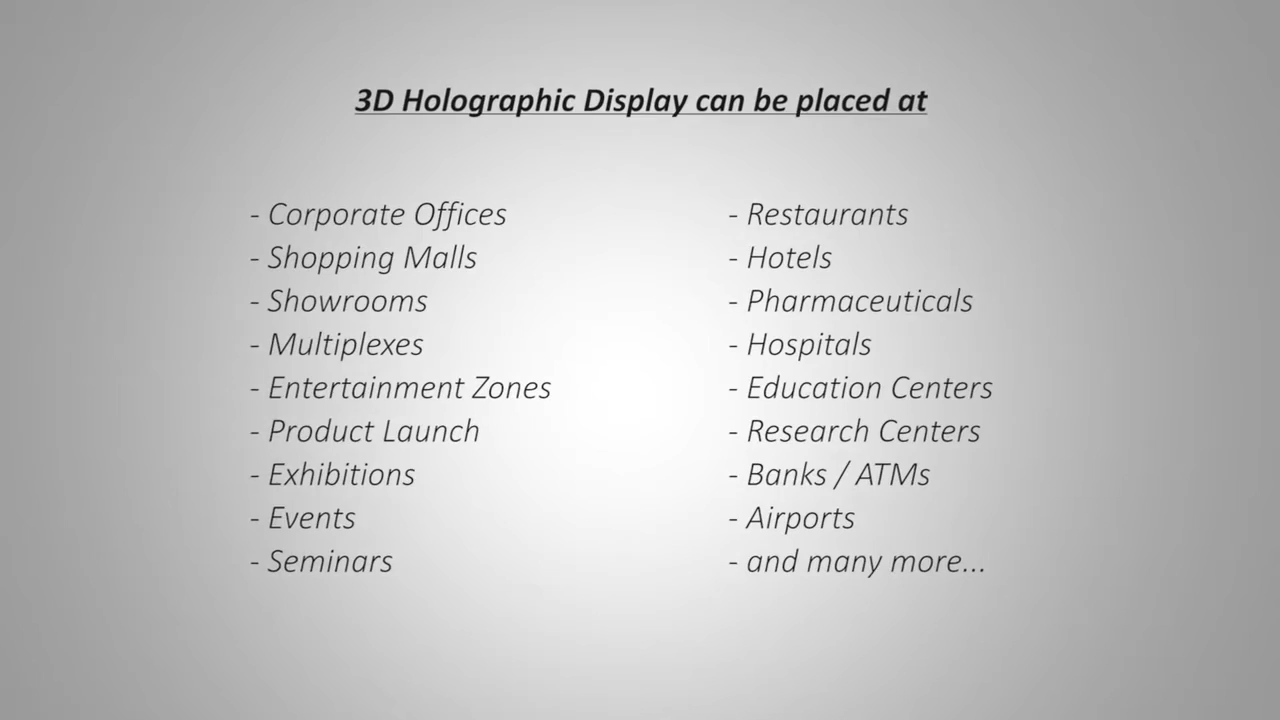 3D Holographic Display can be placed at
- Corporate Offices
- Shopping Malls
- Showrooms
- Multiplexes
- Entertainment Zones
- Product Launch
- Exhibitions
- Events
- Seminars
- Restaurants
- Hotels
- Pharmaceuticals
- Hospitals
- Education Centers
- Research Centers
- Banks / ATMs
- Airports
- and many more...